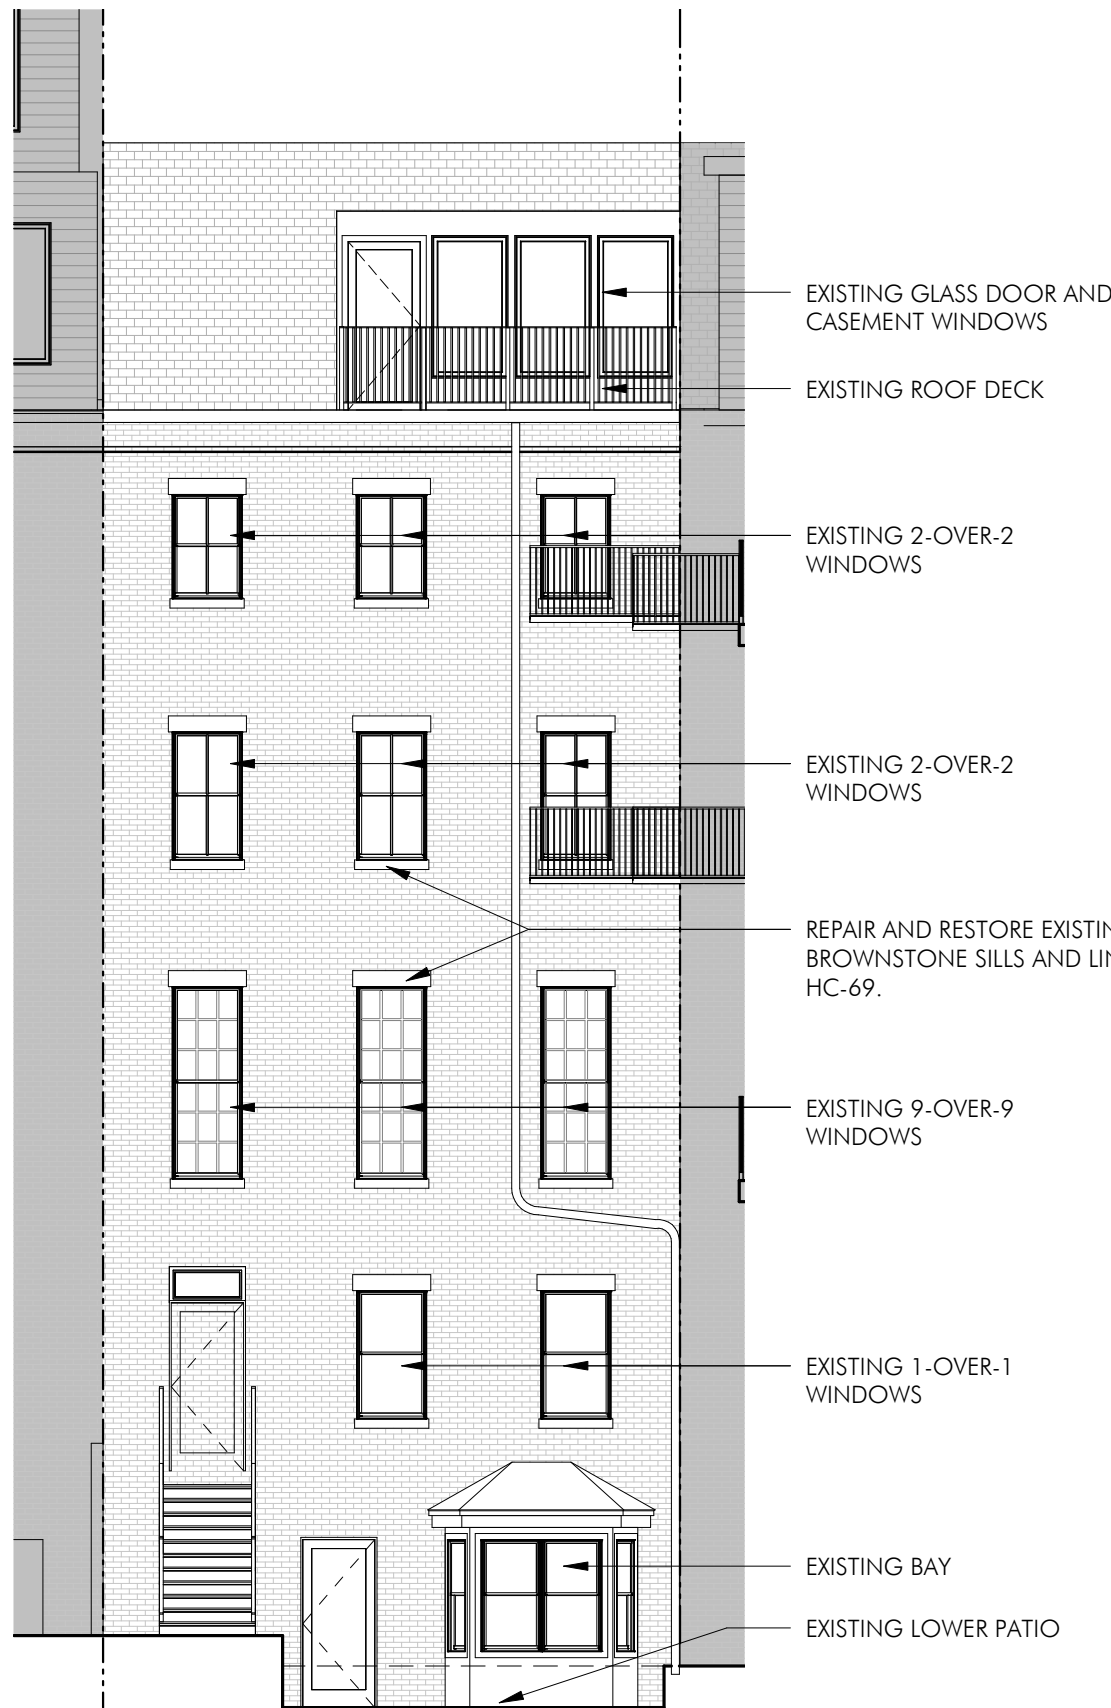 EXISTING GLASS DOOR AND
CASEMENT WINDOWS
EXISTING ROOF DECK
EXISTING 2-OVER-2
WINDOWS
EXISTING 2-OVER-2
WINDOWS
REPAIR AND RESTORE
BROWNSTONE SILLS AND
HC-69.
EXISTING 9-OVER-9
WINDOWS
EXISTING 1-OVER-1
WINDOWS
EXISTING BAY
EXISTING LOWER PATIO